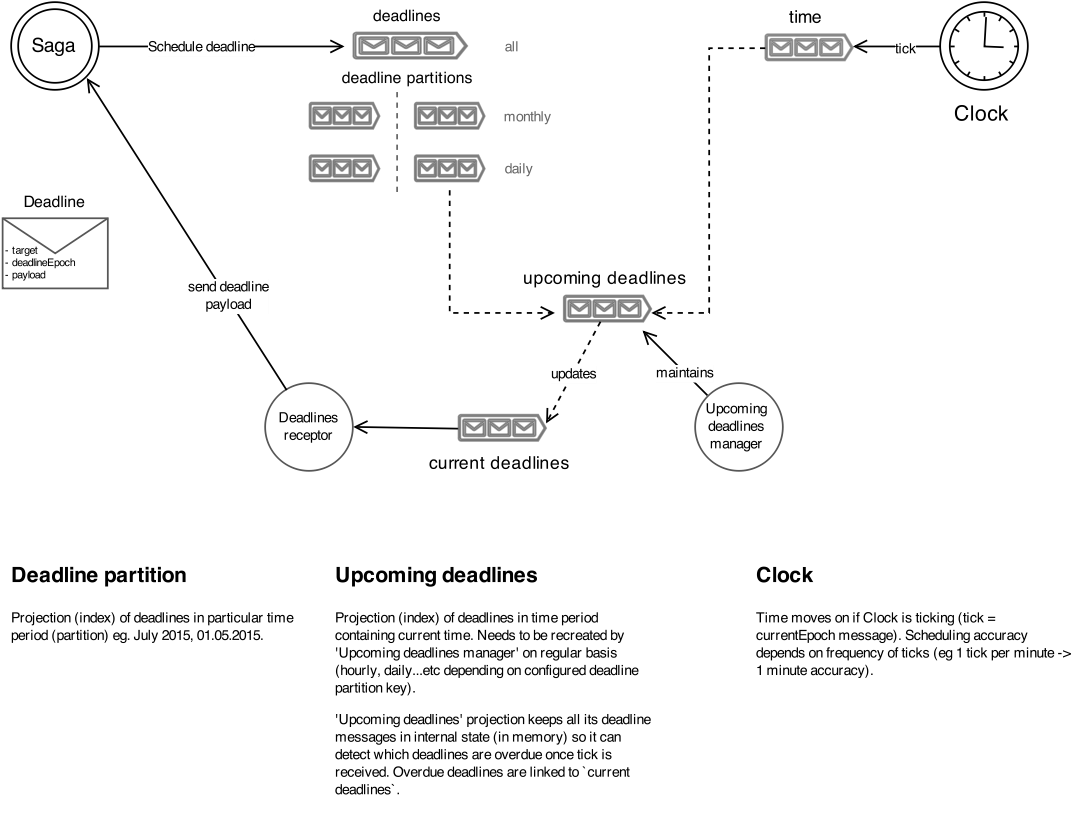 deadlines
time
Saga
Schedule deadline
all
tick
deadline partitions
Clock
monthly
daily
Deadline
- target
- deadlineEpoch
- payload
upcoming deadlines
send deadline
payload
updates
maintains
Deadlines
receptor
Upcoming
deadlines
manager
current deadlines
Deadline partition
Projection (index) of deadlines in particular time
period (partition) eg. July 2015, 01.05.2015.
Upcoming deadlines
Projection (index) of deadlines in time period
containing current time. Needs to be recreated by
'Upcoming deadlines manager' on regular basis
(hourly, daily...etc depending on configured deadline
partition key).
'Upcoming deadlines' projection keeps all its deadline
messages in internal state (in memory) so it can
detect which deadlines are overdue once tick is
received. Overdue deadlines are linked to `current
deadlines`.
Clock
Time moves on if Clock is ticking (tick =
currentEpoch message). Scheduling accuracy
depends on frequency of ticks (eg 1 tick per minute ->
1 minute accuracy).